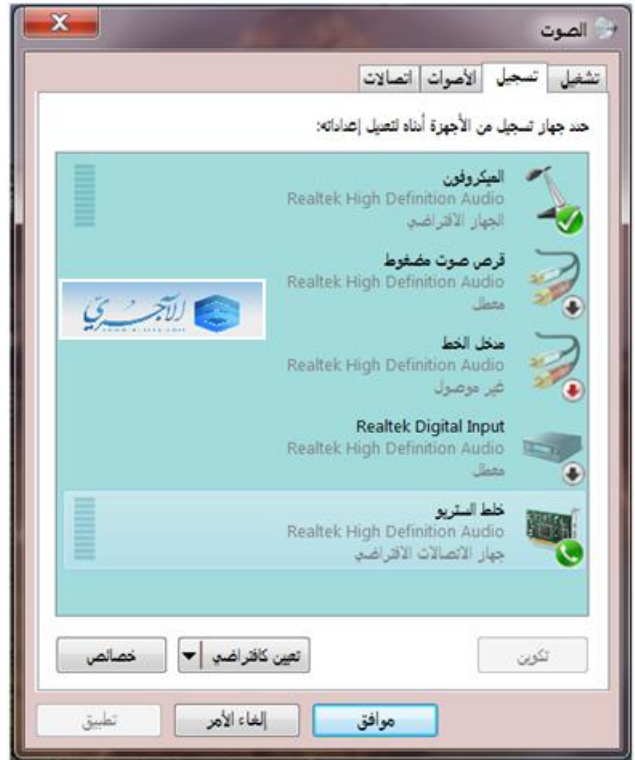 الصوت
تشغيل
تسجيل
الأصوات
اتصالات
حدد جهاز تسجيل من الأجهزة أدناه لتعديل إعداداته:
الميكروفون
Realtek High Definition Audio
الجهاز الافتراضي
قرص صوت مضغوط
Realtek High Definition Audio
معطل
الآجري
مدخل الخط
Realtek High Definition Audio
غير موصول
Realtek Digital Input
Realtek High Definition Audio
معطل
خلط الستريو
Realtek High Definition Audio
جهاز الاتصالات الافتراضي
تكوين
تعيين كافتراضي
خصائص
موافق
إلغاء الأمر
تطبيق